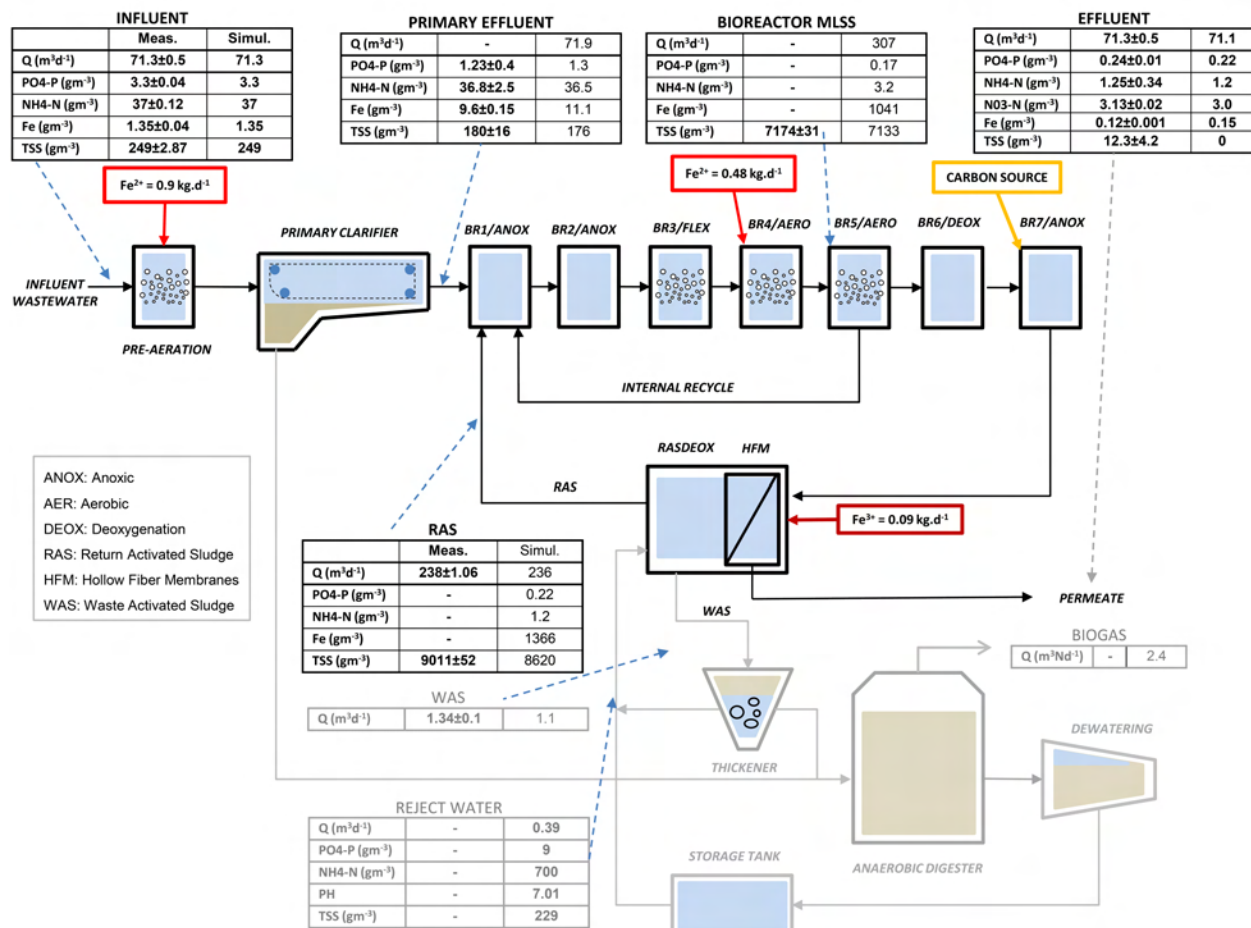 INFLUENT
Meas. Simul.
Q (m³d⁻¹) 71.3±0.5 71.3
PO4-P (gm⁻³) 3.3±0.04 3.3
NH4-N (gm⁻³) 37±0.12 37
Fe (gm⁻³) 1.35±0.04 1.35
TSS (gm⁻³) 249±2.87 249
PRIMARY EFFLUENT
Q (m³d⁻¹) - 71.9
PO4-P (gm⁻³) 1.23±0.4 1.3
NH4-N (gm⁻³) 36.8±2.5 36.5
Fe (gm⁻³) 9.6±0.15 11.1
TSS (gm⁻³) 180±16 176
BIOREACTOR MLSS
Q (m³d⁻¹) - 307
PO4-P (gm⁻³) - 0.17
NH4-N (gm⁻³) - 3.2
Fe (gm⁻³) - 1041
TSS (gm⁻³) 7174±31 7133
EFFLUENT
Q (m³d⁻¹) 71.3±0.5 71.1
PO4-P (gm⁻³) 0.24±0.01 0.22
NH4-N (gm⁻³) 1.25±0.34 1.2
N03-N (gm⁻³) 3.13±0.02 3.0
Fe (gm⁻³) 0.12±0.001 0.15
TSS (gm⁻³) 12.3±4.2 0
Fe²⁺ = 0.9 kg.d⁻¹
Fe²⁺ = 0.48 kg.d⁻¹
CARBON SOURCE
PRIMARY CLARIFIER
BR1/ANOX
BR2/ANOX
BR3/FLEX
BR4/AERO
BR5/AERO
BR6/DEOX
BR7/ANOX
INFLUENT
WASTEWATER
PRE-AERATION
INTERNAL RECYCLE
RASDEOX
HFM
RAS
Fe³⁺ = 0.09 kg.d⁻¹
ANOX: Anoxic
AER: Aerobic
DEOX: Deoxygenation
RAS: Return Activated Sludge
HFM: Hollow Fiber Membranes
WAS: Waste Activated Sludge
RAS
Meas. Simul.
Q (m³d⁻¹) 238±1.06 236
PO4-P (gm⁻³) - 0.22
NH4-N (gm⁻³) - 1.2
Fe (gm⁻³) - 1366
TSS (gm⁻³) 9011±52 8620
PERMEATE
WAS
BIOGAS
Q (m³Nd⁻¹) - 2.4
WAS
Q (m³d⁻¹) 1.34±0.1 1.1
THICKENER
DEWATERING
REJECT WATER
Q (m³d⁻¹) - 0.39
PO4-P (gm⁻³) - 9
NH4-N (gm⁻³) - 700
PH - 7.01
TSS (gm⁻³) - 229
STORAGE TANK
ANAEROBIC DIGESTER